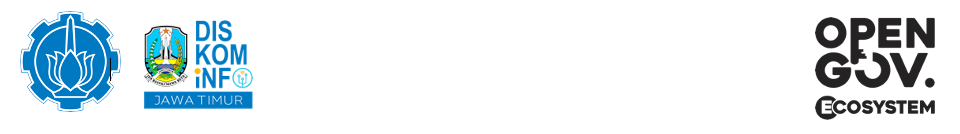 DIS
KOM
INFO
JAWA TIMUR
OPEN
GOV.
ECOSYSTEM